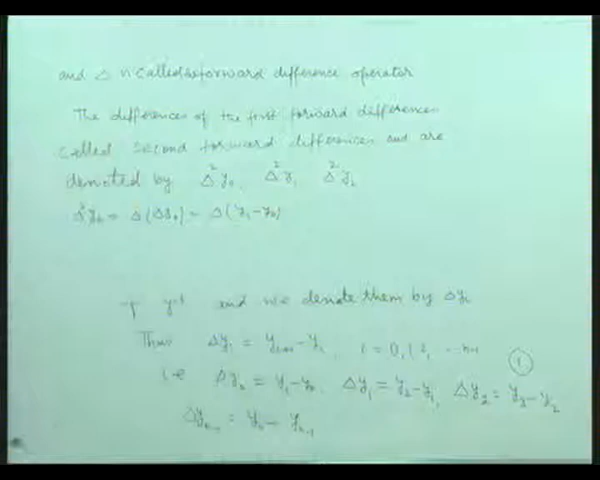 and Δ is called as forward difference operator
The differences of the first forward differences
called second forward differences and are
denoted by Δ²y₀, Δ²y₁ Δ²y₂
Δ²y₀ = Δ(Δy₀) = Δ(y₁-y₀)
and we denote them by Δyᵢ
Thus Δyᵢ = yᵢ₊₁ - yᵢ, i = 0, 1, 2, ... n-1
i.e Δy₀ = y₁-y₀, Δy₁ = y₂-y₁, Δy₂ = y₃-y₂
①
Δyₙ₋₁ = yₙ - yₙ₋₁